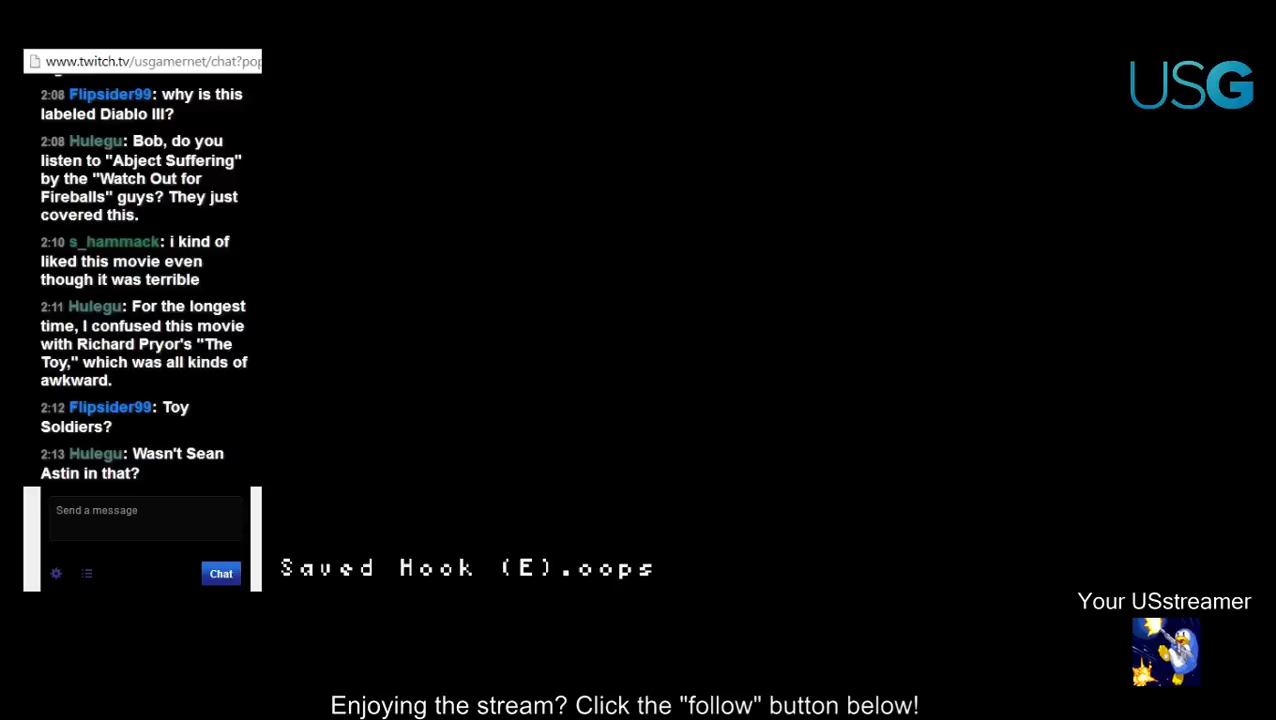 www.twitch.tv/usgamernet/chat?pop
USG
2:08 Flipsider99: why is this
labeled Diablo III?
2:08 Hulegu: Bob, do you
listen to "Abject Suffering"
by the "Watch Out for
Fireballs" guys? They just
covered this.
2:10 s_hammack: i kind of
liked this movie even
though it was terrible
2:11 Hulegu: For the longest
time, I confused this movie
with Richard Pryor's "The
Toy," which was all kinds of
awkward.
2:12 Flipsider99: Toy
Soldiers?
2:13 Hulegu: Wasn't Sean
Astin in that?
Send a message
Chat
Saved Hook (E).oops
Your USstreamer
Enjoying the stream? Click the "follow" button below!